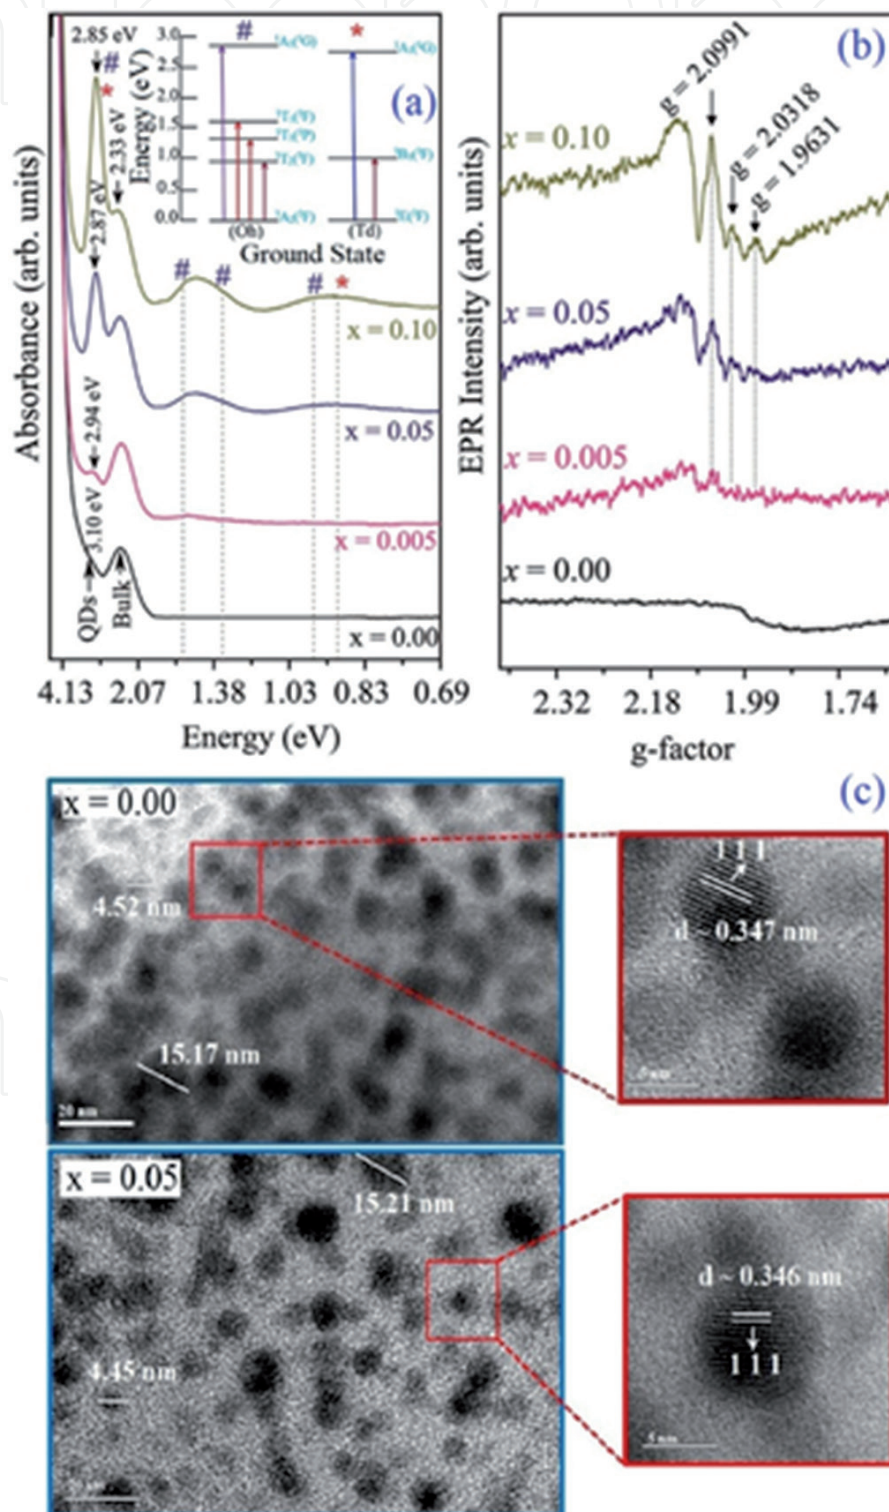 (a)
Absorbance (arb. units)
2.85 eV
#
*
2.33 eV
2.87 eV
2.94 eV
3.10 eV
QDs
Bulk
Energy (eV)
3.0
2.5
2.0
1.5
1.0
0.5
0.0
#
*
(Oh)
(Td)
Ground State
#
#
#
*
x = 0.10
x = 0.05
x = 0.005
x = 0.00
4.13 2.07 1.38 1.03 0.83 0.69
Energy (eV)
(b)
EPR Intensity (arb. units)
g = 2.0991
g = 2.0318
g = 1.9631
x = 0.10
x = 0.05
x = 0.005
x = 0.00
2.32 2.18 1.99 1.74
g-factor
(c)
x = 0.00
4.52 nm
15.17 nm
20 nm
1 1 1
d ~ 0.347 nm
5 nm
x = 0.05
15.21 nm
4.45 nm
d ~ 0.346 nm
1 1 1
5 nm